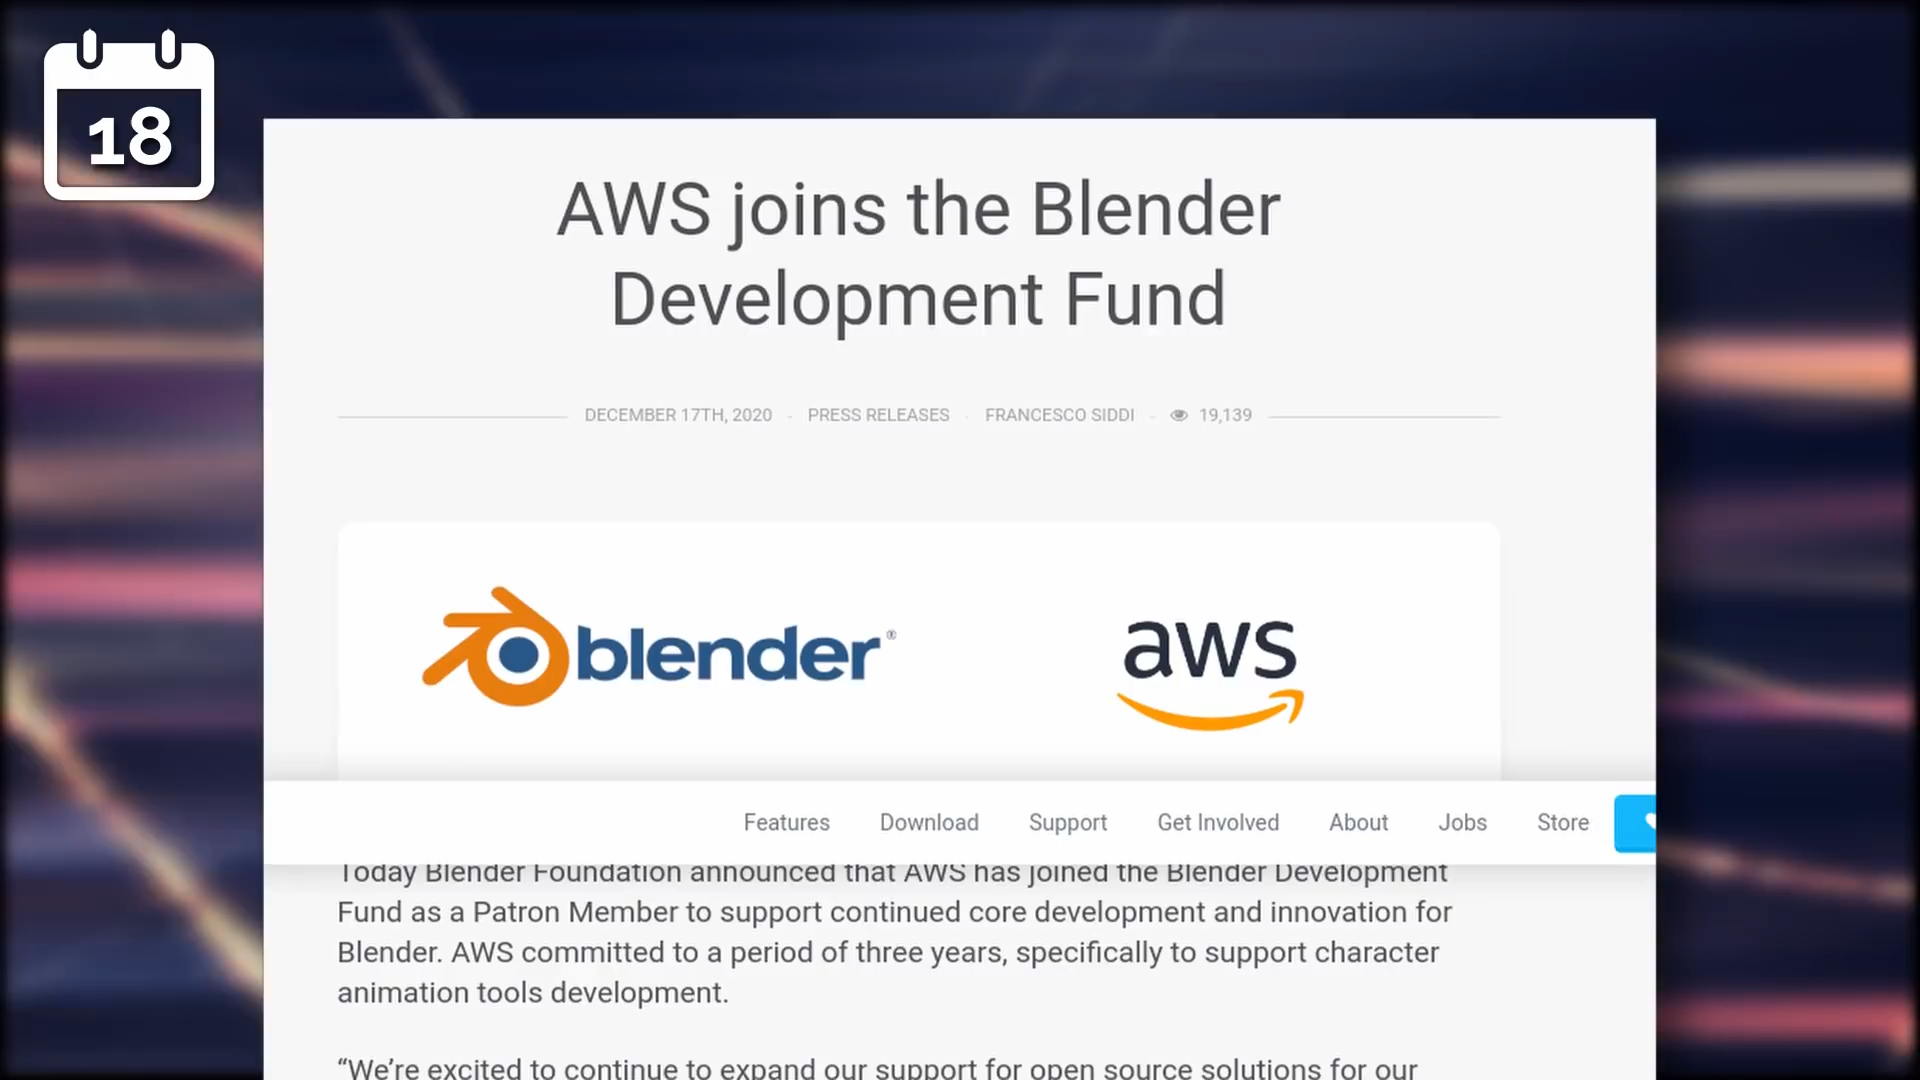 18
AWS joins the Blender
Development Fund
DECEMBER 17TH, 2020 - PRESS RELEASES - FRANCESCO SIDDI - 19,139
blender®
aws
Features Download Support Get Involved About Jobs Store
Today Blender Foundation announced that AWS has joined the Blender Development
Fund as a Patron Member to support continued core development and innovation for
Blender. AWS committed to a period of three years, specifically to support character
animation tools development.
“We’re excited to continue to expand our support for open source solutions for our